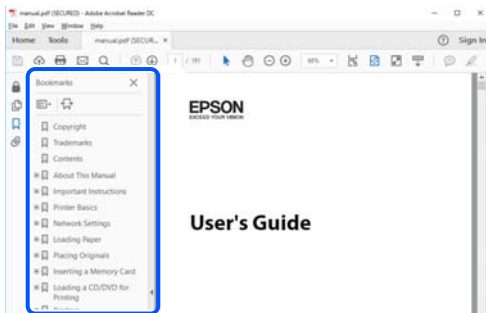 manual.pdf (SECURED) - Adobe Acrobat Reader DC
File Edit View Window Help
Home Tools manual.pdf (SECUR... × Sign In
Bookmarks
EPSON
EXCEED YOUR VISION
Copyright
Trademarks
Contents
About This Manual
Important Instructions
Printer Basics
Network Settings
User's Guide
Loading Paper
Placing Originals
Inserting a Memory Card
Loading a CD/DVD for
Printing